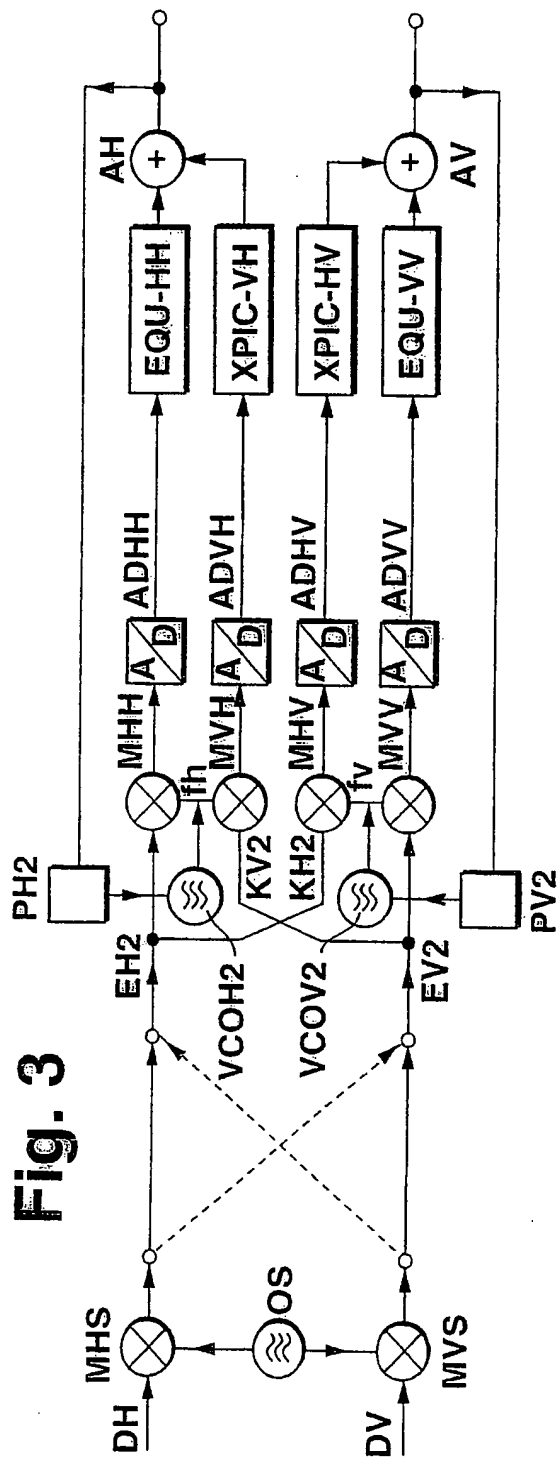 Fig. 3
DH
MHS
OS
DV
MVS
PH2
EH2
VCOH2
KV2
KH2
VCOV2
EV2
PV2
fh
fv
MHH
MVH
MHV
MVV
A/D
A/D
A/D
A/D
ADHH
ADVH
ADHV
ADVV
EQU-HH
XPIC-VH
XPIC-HV
EQU-VV
AH
+
+
AV